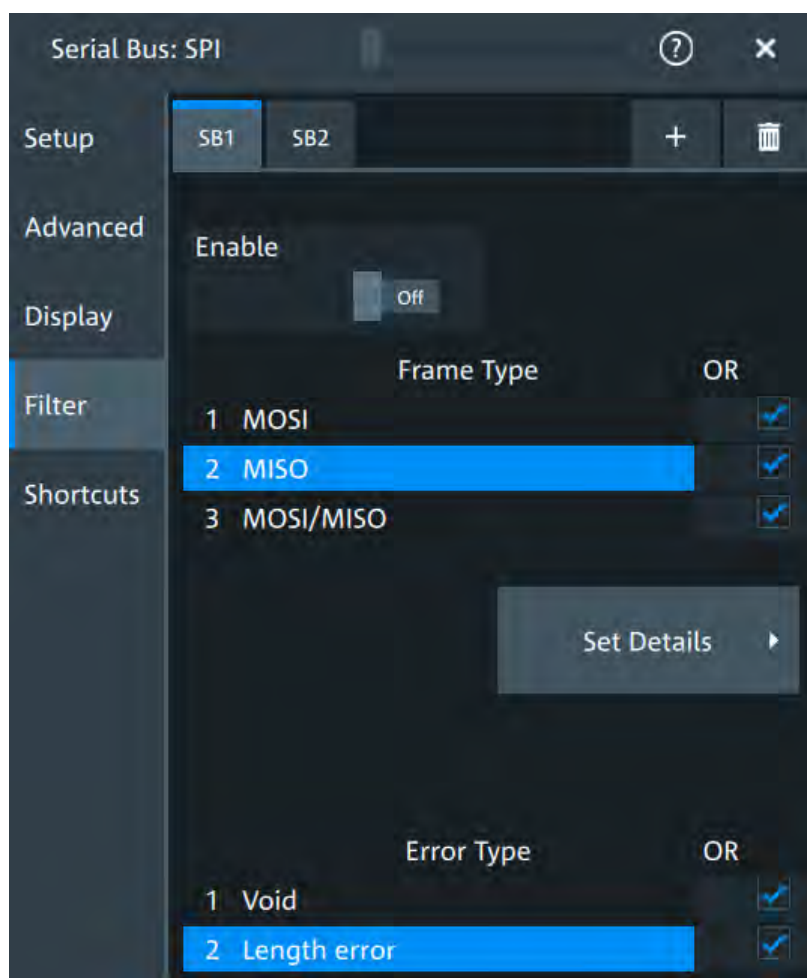 Serial Bus: SPI ? ×
Setup
SB1 SB2 +
Advanced
Enable
Off
Display
Frame Type OR
Filter
1 MOSI
2 MISO
Shortcuts
3 MOSI/MISO
Set Details
Error Type OR
1 Void
2 Length error